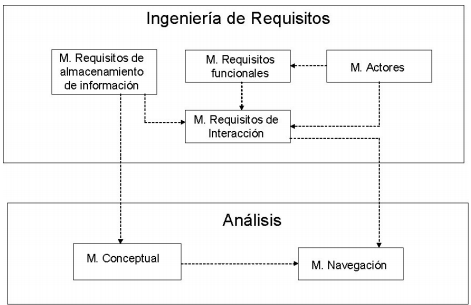 Ingeniería de Requisitos
M. Requisitos de
almacenamiento
de información
M. Requisitos
funcionales
M. Actores
M. Requisitos de
Interacción
Análisis
M. Conceptual
M. Navegación